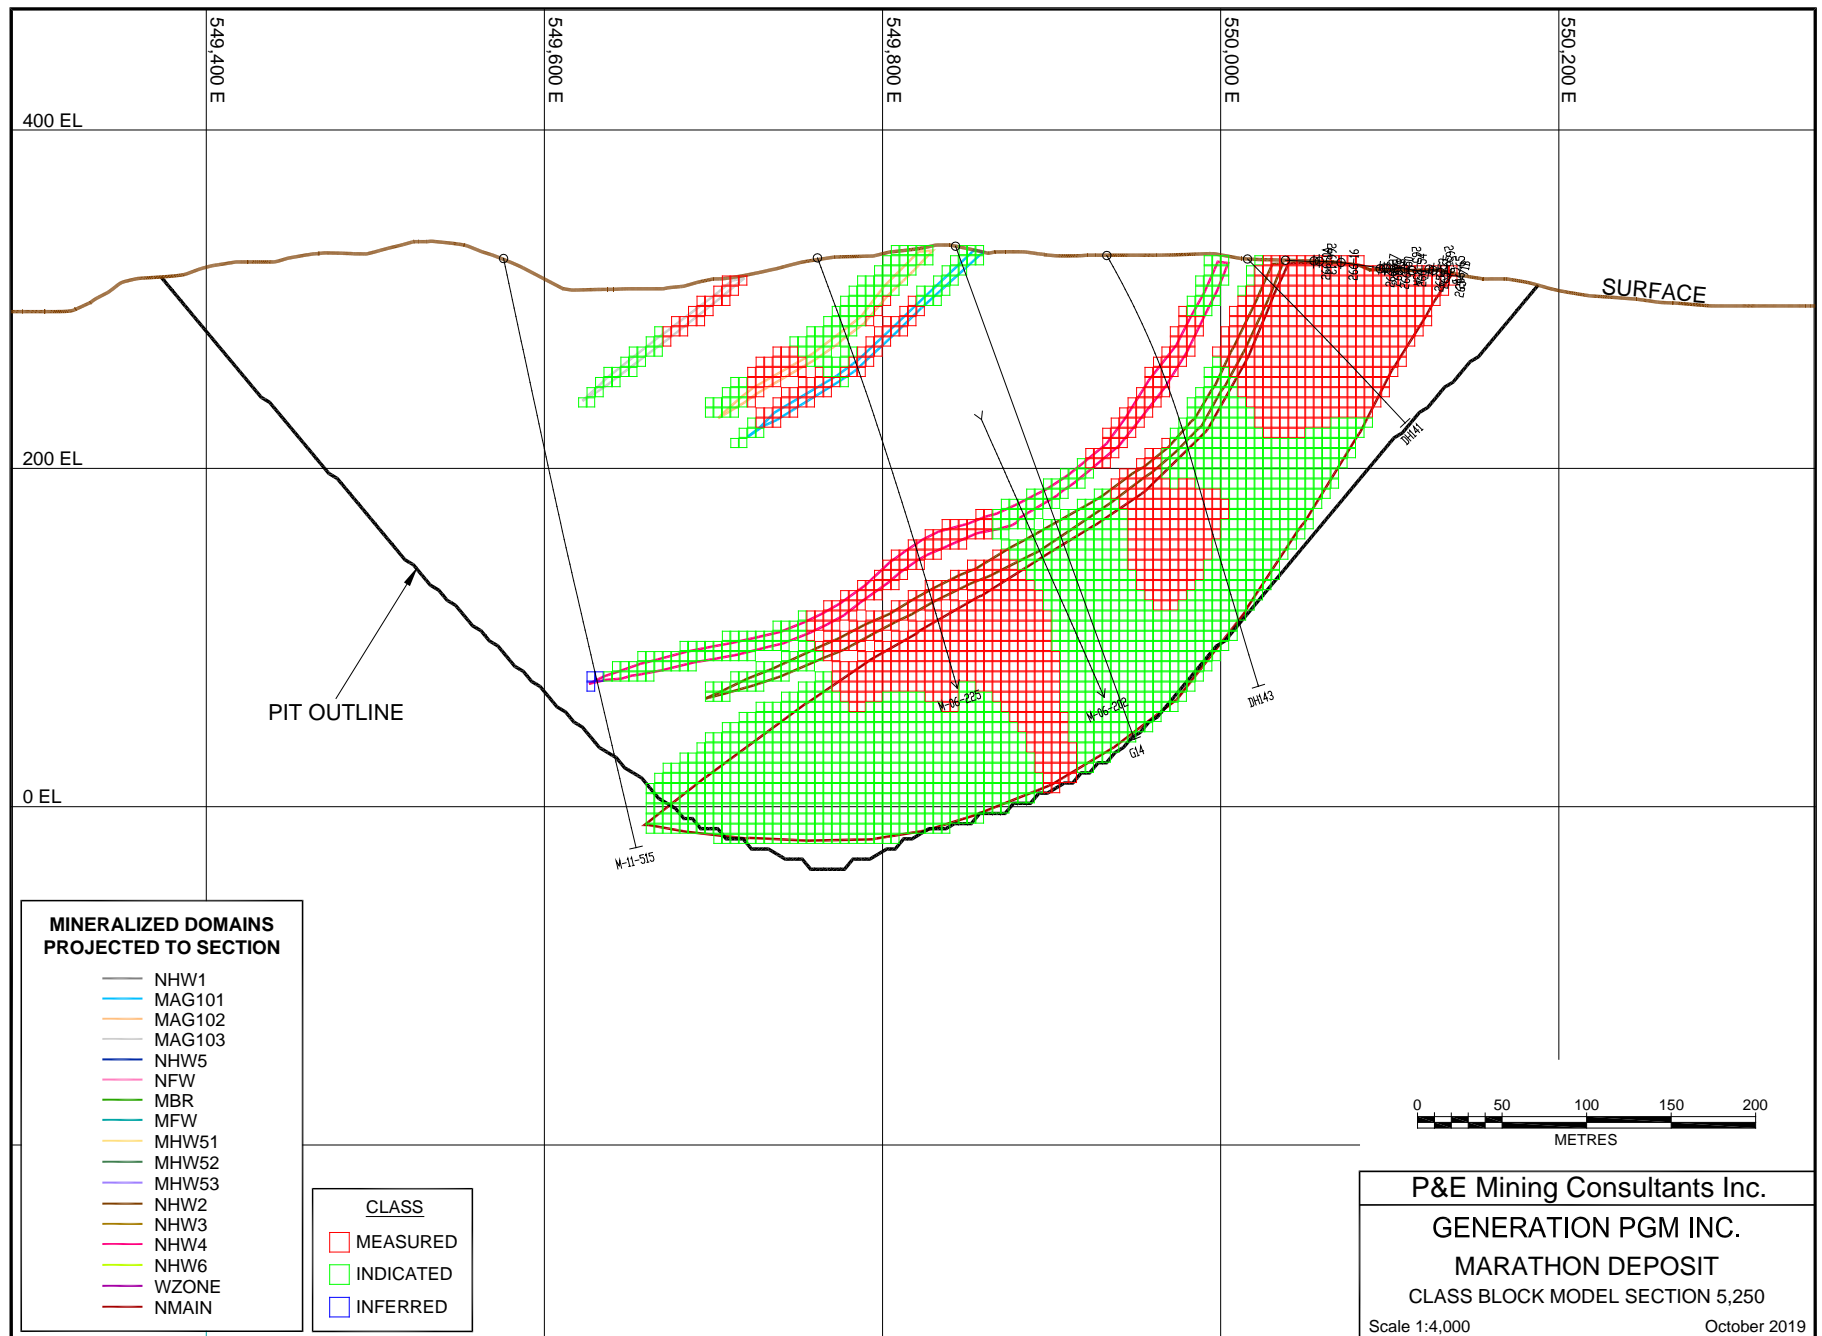 549,400 E
549,600 E
549,800 E
550,000 E
550,200 E
400 EL
200 EL
0 EL
SURFACE
PIT OUTLINE
DH141
M-06-225
M-06-202
DH143
G14
M-11-515
MINERALIZED DOMAINS
PROJECTED TO SECTION
NHW1
MAG101
MAG102
MAG103
NHW5
NFW
MBR
MFW
MHW51
MHW52
MHW53
NHW2
NHW3
NHW4
NHW6
WZONE
NMAIN
CLASS
MEASURED
INDICATED
INFERRED
0 50 100 150 200
METRES
P&E Mining Consultants Inc.
GENERATION PGM INC.
MARATHON DEPOSIT
CLASS BLOCK MODEL SECTION 5,250
Scale 1:4,000 October 2019